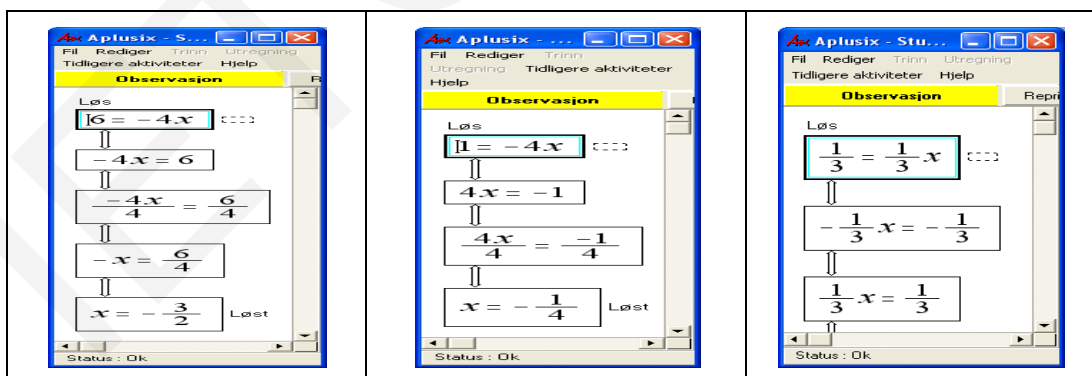 Aplusix - S...
Fil Rediger Trinn Utregning
Tidligere aktiviteter Hjelp
Observasjon R
Løs
6 = − 4x
− 4x = 6
− 4x / 4 = 6 / 4
− x = 6 / 4
x = − 3 / 2 Løst
Status : Ok
Aplusix - ...
Fil Rediger Trinn
Utregning Tidligere aktiviteter
Hjelp
Observasjon
Løs
1 = − 4x
4x = −1
4x / 4 = −1 / 4
x = − 1 / 4 Løst
Status : Ok
Aplusix - Stu...
Fil Rediger Trinn Utregning
Tidligere aktiviteter Hjelp
Observasjon Repri
Løs
1 / 3 = 1 / 3 x
− 1 / 3 x = − 1 / 3
1 / 3 x = 1 / 3
Status : Ok